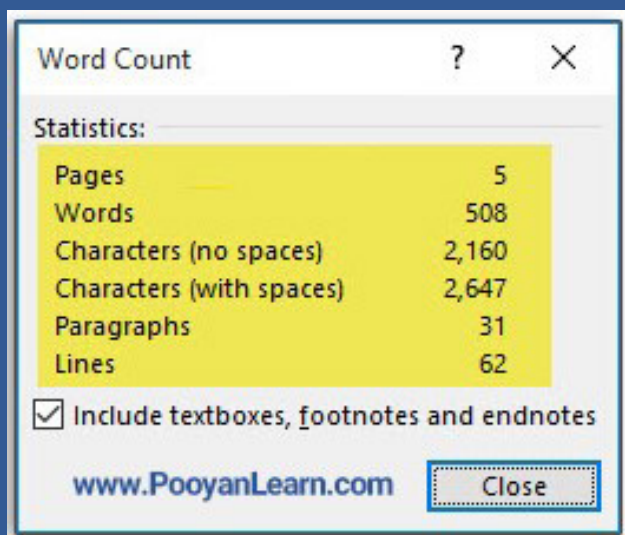 Word Count ? X
Statistics:
Pages 5
Words 508
Characters (no spaces) 2,160
Characters (with spaces) 2,647
Paragraphs 31
Lines 62
Include textboxes, footnotes and endnotes
www.PooyanLearn.com Close